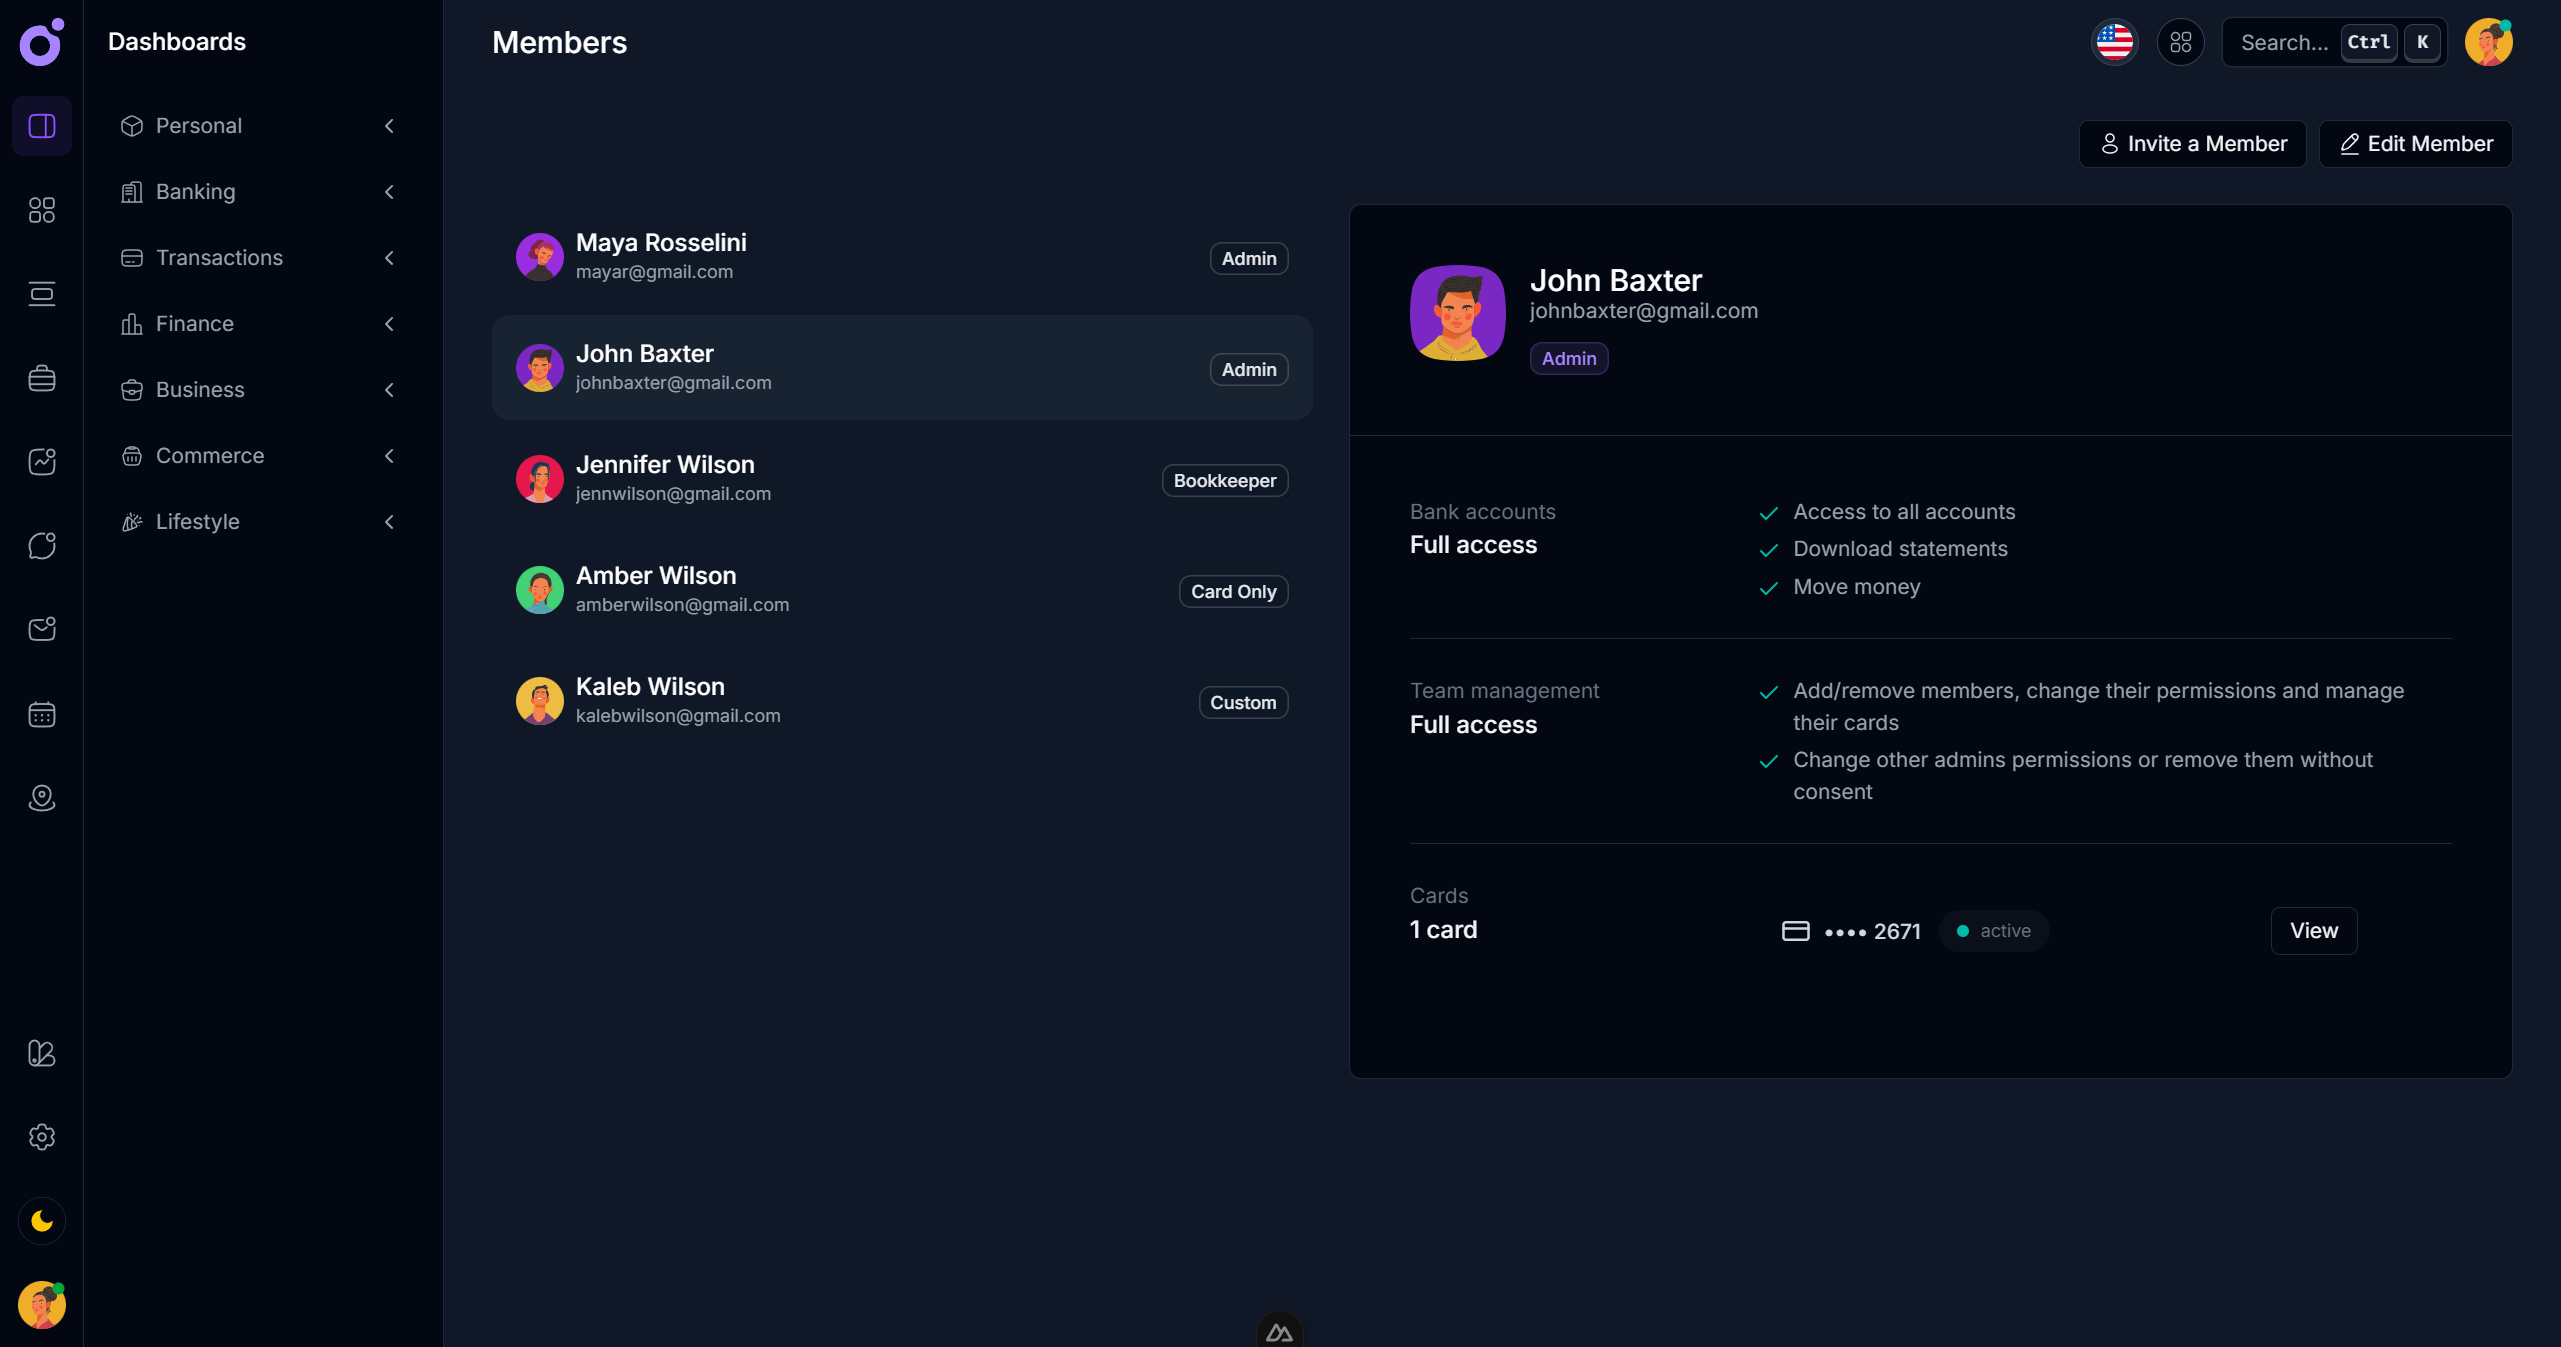 Dashboards
Personal
Banking
Transactions
Finance
Business
Commerce
Lifestyle
Members
Search...
Ctrl
K
Invite a Member
Edit Member
Maya Rosselini
mayar@gmail.com
Admin
John Baxter
johnbaxter@gmail.com
Admin
Jennifer Wilson
jennwilson@gmail.com
Bookkeeper
Amber Wilson
amberwilson@gmail.com
Card Only
Kaleb Wilson
kalebwilson@gmail.com
Custom
John Baxter
johnbaxter@gmail.com
Admin
Bank accounts
Full access
Access to all accounts
Download statements
Move money
Team management
Full access
Add/remove members, change their permissions and manage
their cards
Change other admins permissions or remove them without
consent
Cards
1 card
•••• 2671
active
View